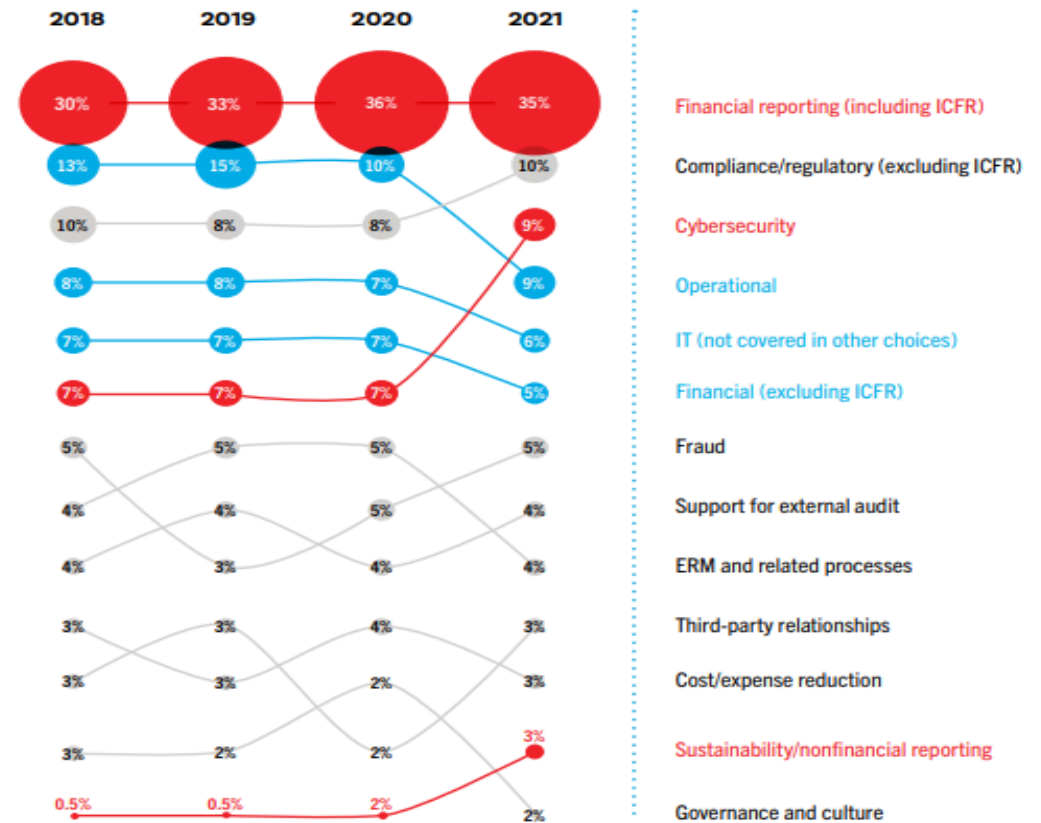 2018 2019 2020 2021
30% 33% 36% 35% Financial reporting (including ICFR)
13% 15% 10% 10% Compliance/regulatory (excluding ICFR)
10% 8% 8% 9% Cybersecurity
8% 8% 7% 9% Operational
7% 7% 7% 6% IT (not covered in other choices)
7% 7% 7% 5% Financial (excluding ICFR)
5% 5% 5% 5% Fraud
4% 4% 5% 4% Support for external audit
4% 3% 4% 4% ERM and related processes
3% 3% 4% 3% Third-party relationships
3% 3% 2% 3% Cost/expense reduction
3% 2% 2% 3% Sustainability/nonfinancial reporting
0.5% 0.5% 2% 2% Governance and culture